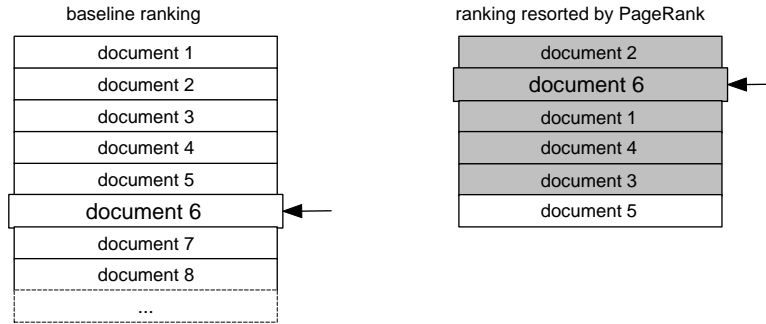 baseline ranking
document 1
document 2
document 3
document 4
document 5
document 6
document 7
document 8
...
ranking resorted by PageRank
document 2
document 6
document 1
document 4
document 3
document 5